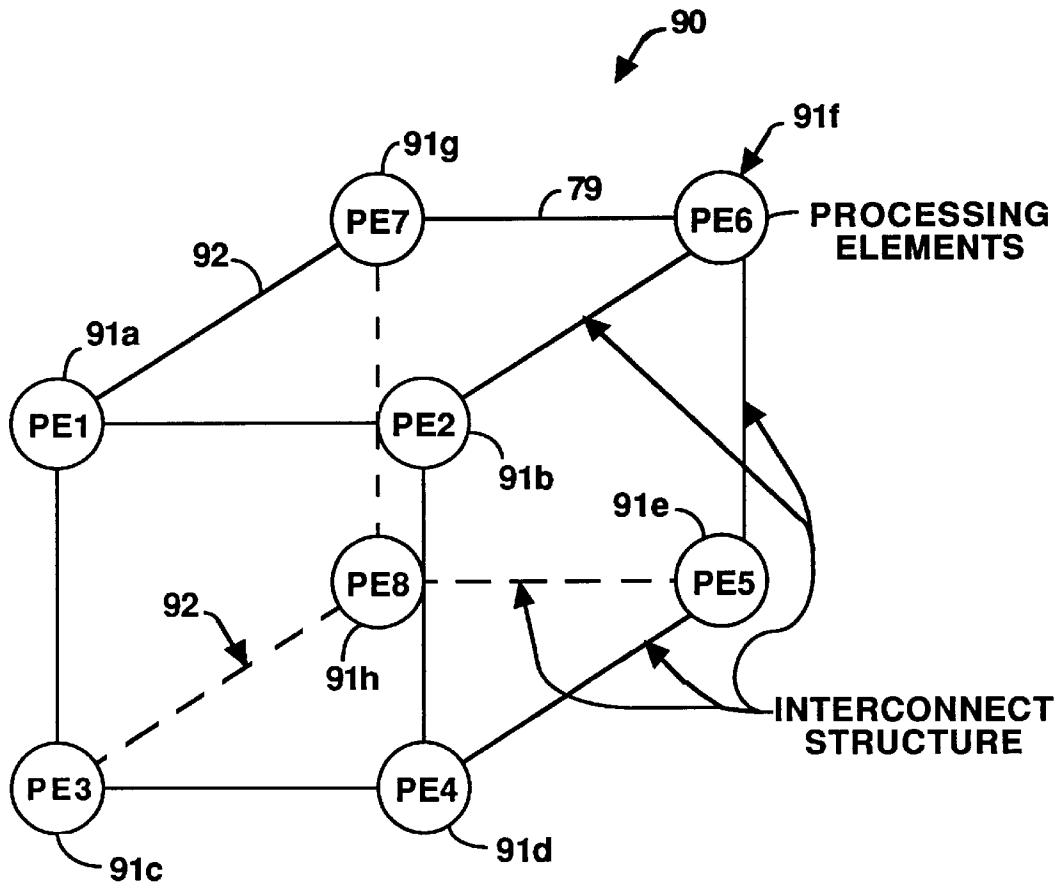 90
91f
91g
79
PE7
PE6
PROCESSING
ELEMENTS
92
91a
PE1
PE2
91b
91e
PE8
PE5
92
91h
INTERCONNECT
STRUCTURE
PE3
PE4
91c
91d